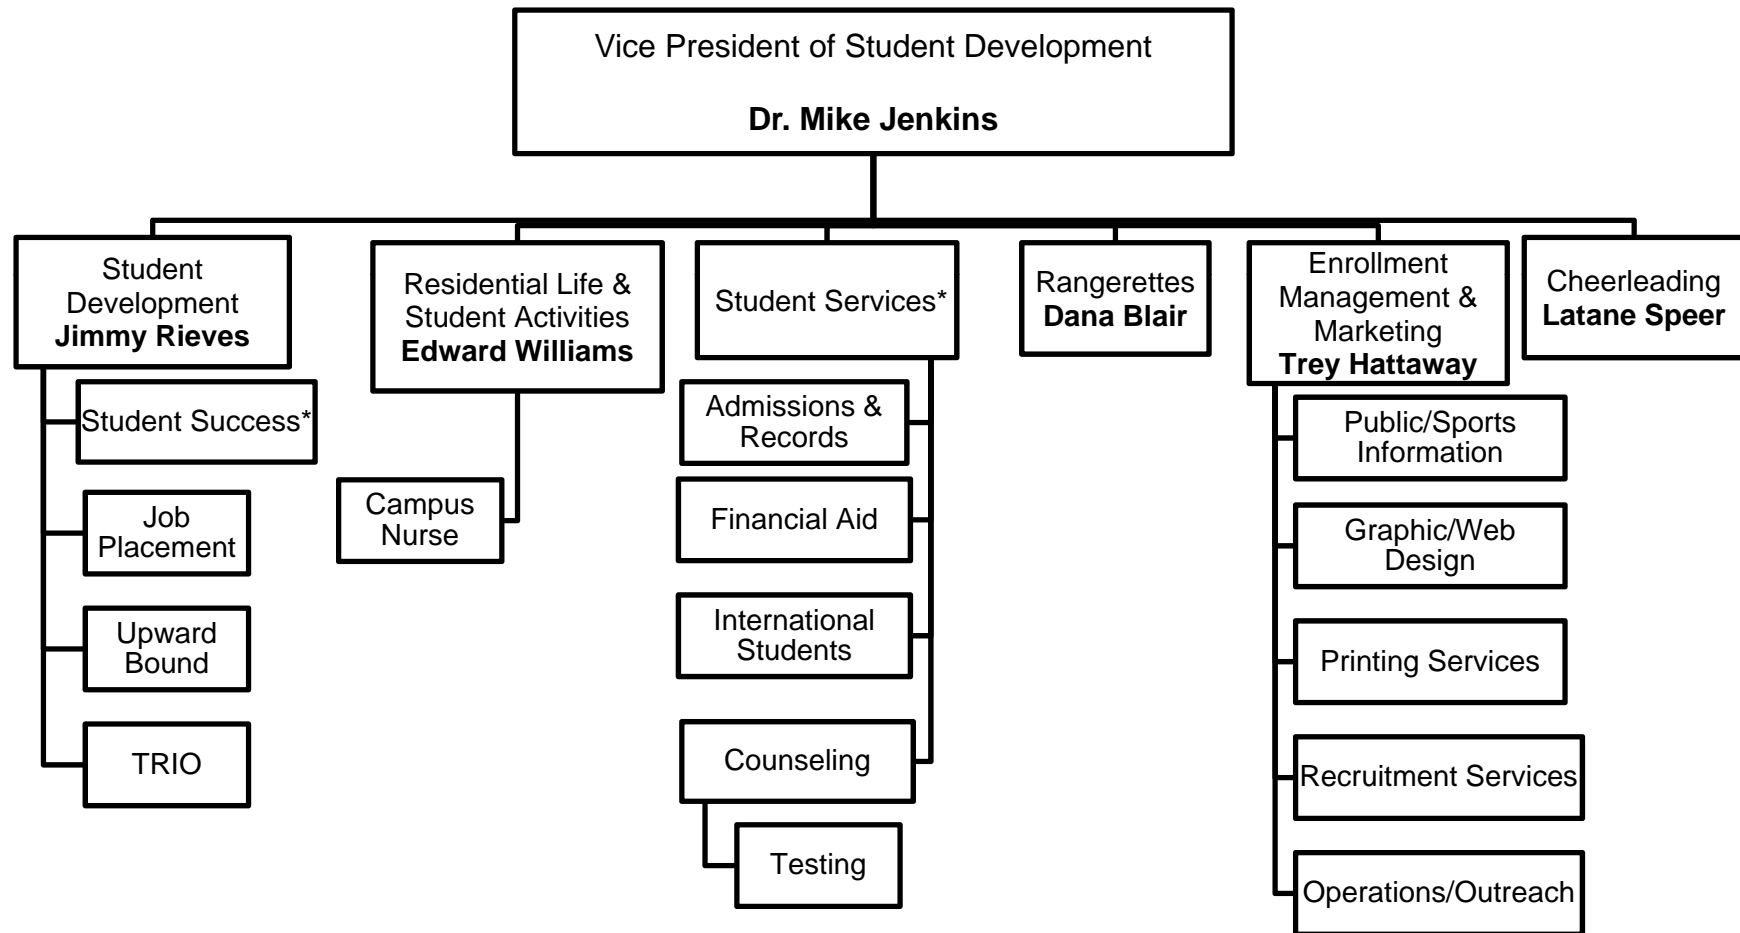 Vice President of Student Development
Dr. Mike Jenkins
Student
Development
Jimmy Rieves
Student Success*
Job
Placement
Upward
Bound
TRIO
Residential Life &
Student Activities
Edward Williams
Campus
Nurse
Student Services*
Admissions &
Records
Financial Aid
International
Students
Counseling
Testing
Rangerettes
Dana Blair
Enrollment
Management &
Marketing
Trey Hattaway
Public/Sports
Information
Graphic/Web
Design
Printing Services
Recruitment Services
Operations/Outreach
Cheerleading
Latane Speer